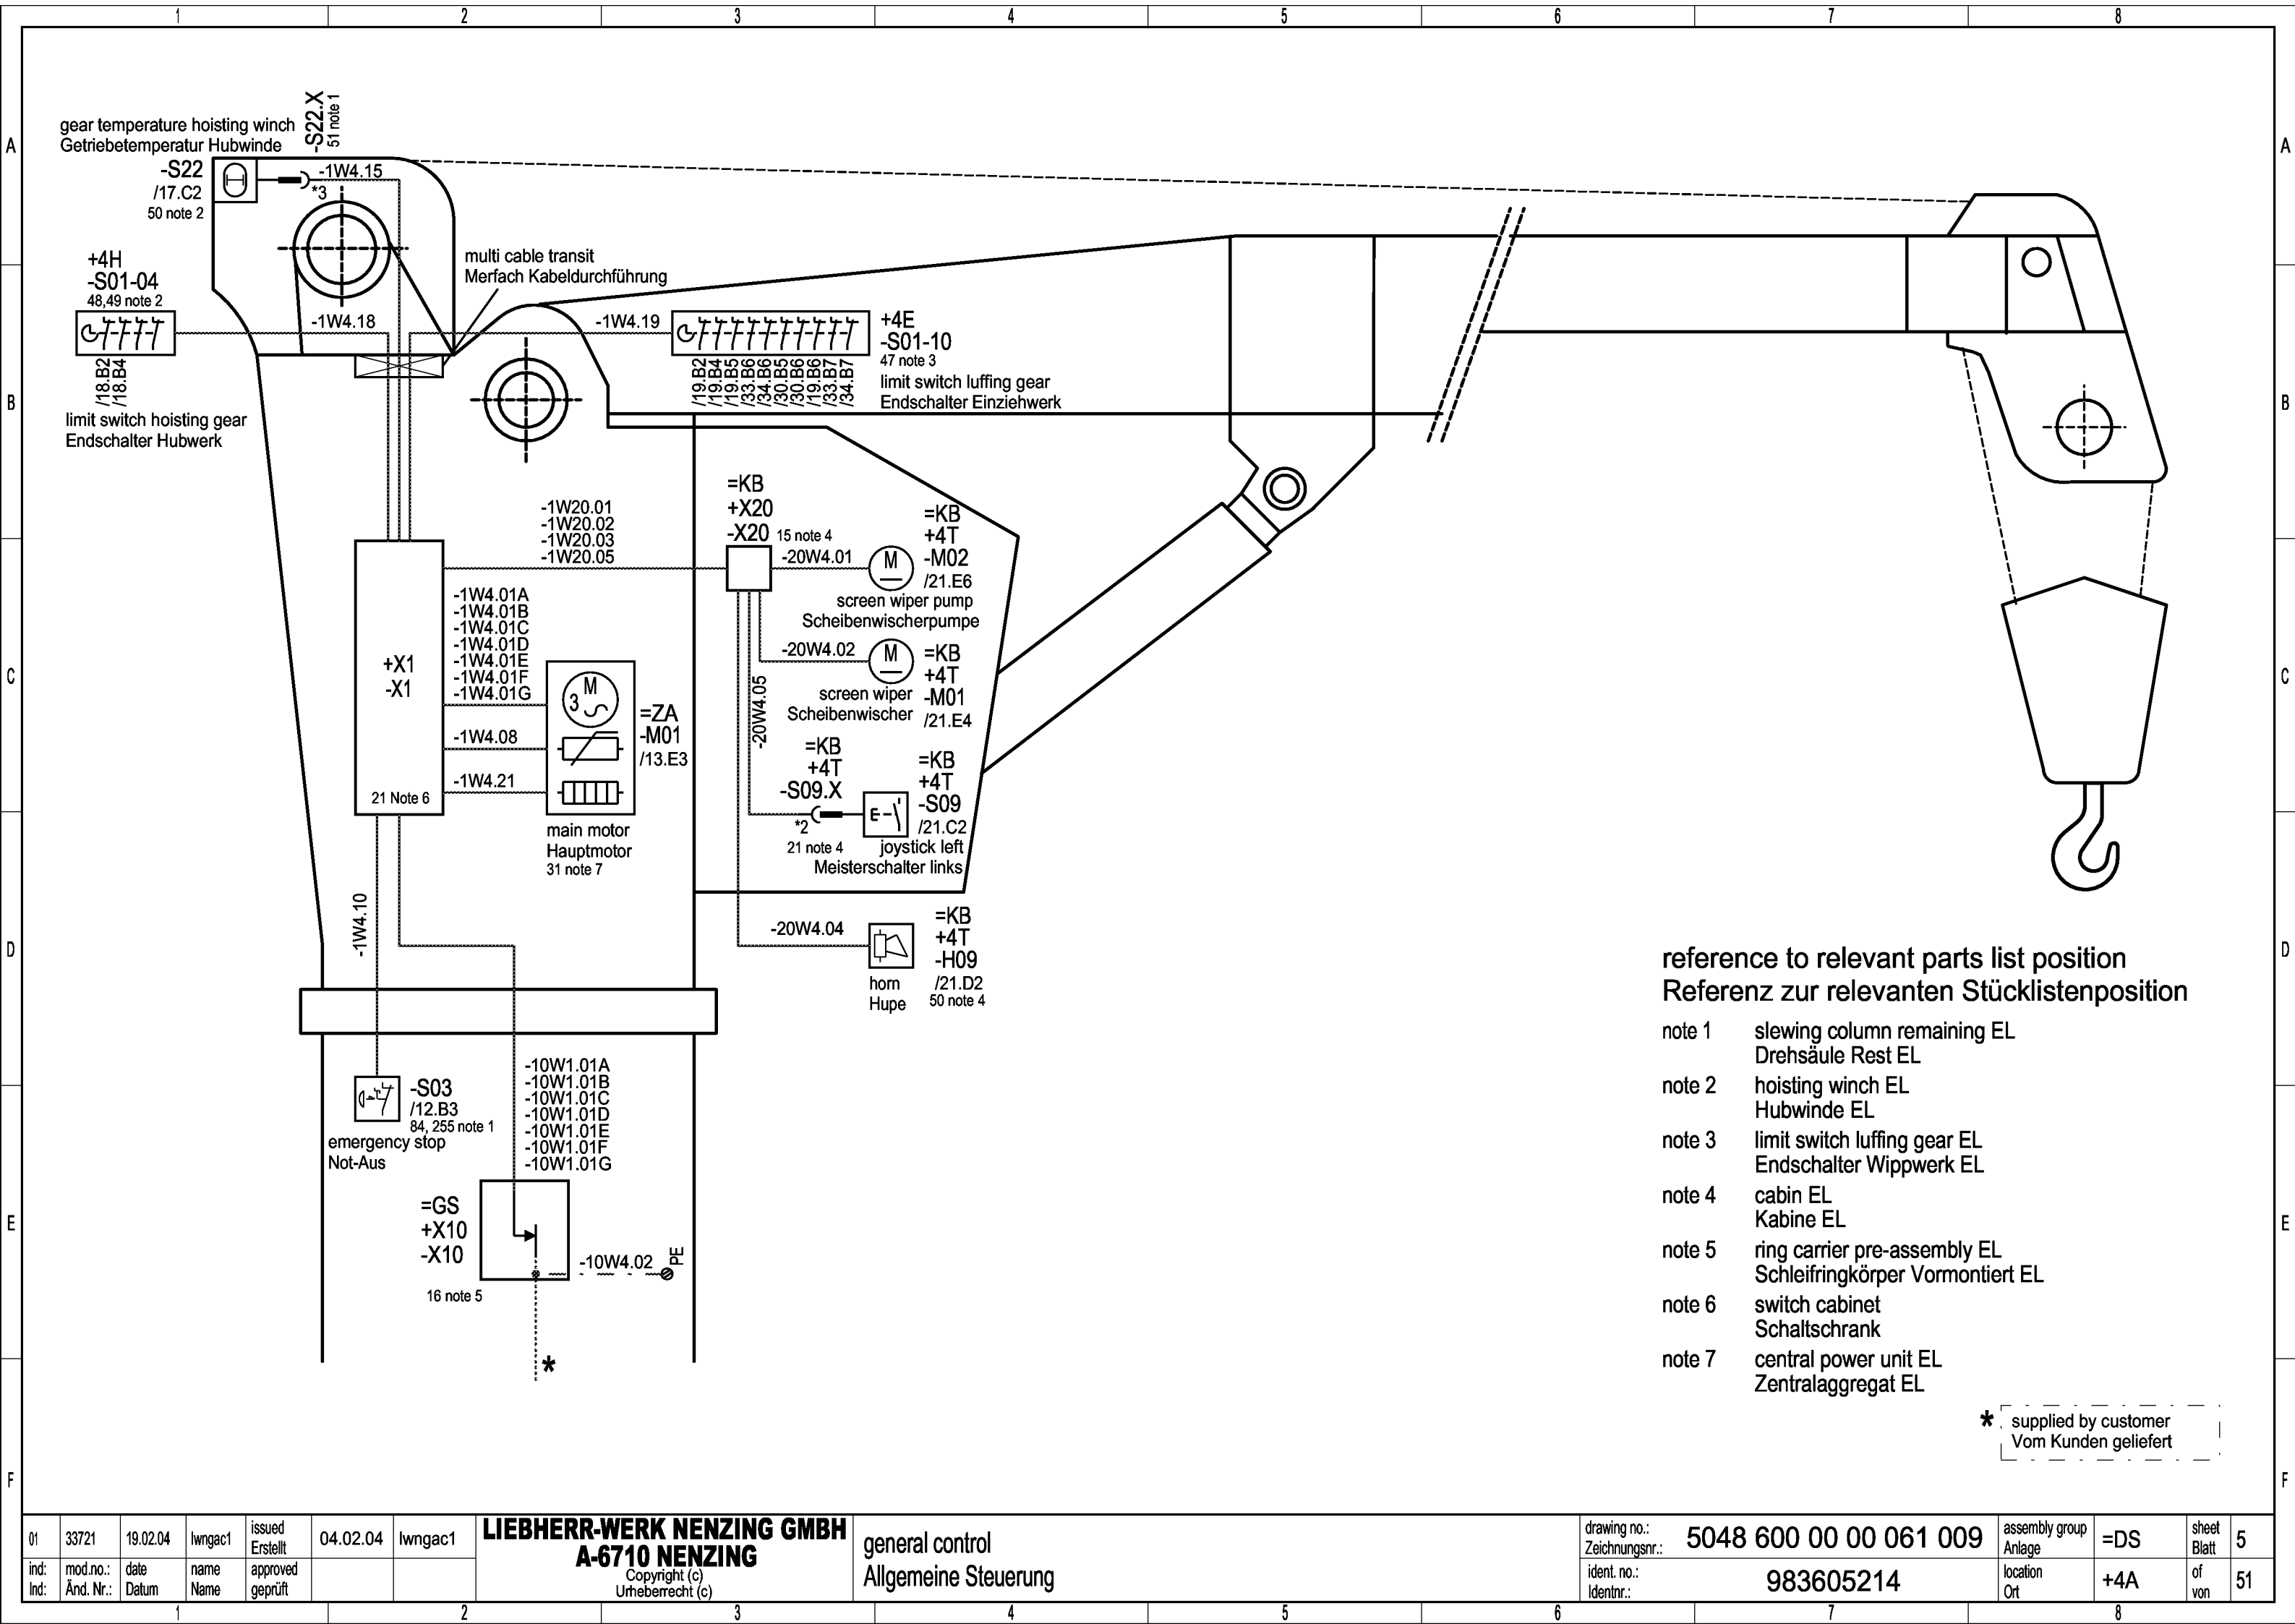 1 2 3 4 5 6 7 8
A A
B B
C C
D D
E E
F F
gear temperature hoisting winch
Getriebetemperatur Hubwinde
-S22.X
51 note 1
-S22
/17.C2
50 note 2
-1W4.15
*3
+4H
-S01-04
48,49 note 2
/18.B2
/18.B4
limit switch hoisting gear
Endschalter Hubwerk
-1W4.18
multi cable transit
Merfach Kabeldurchführung
-1W4.19
+4E
-S01-10
47 note 3
/19.B2
/19.B4
/19.B5
/33.B6
/34.B6
/30.B5
/30.B6
/19.B6
/33.B7
/34.B7
limit switch luffing gear
Endschalter Einziehwerk
-1W20.01
-1W20.02
-1W20.03
-1W20.05
=KB
+X20
-X20 15 note 4
-20W4.01
M
=KB
+4T
-M02
/21.E6
screen wiper pump
Scheibenwischerpumpe
-20W4.02
M
=KB
+4T
-M01
/21.E4
screen wiper
Scheibenwischer
-20W4.05
=KB
+4T
-S09.X
*2
21 note 4
=KB
+4T
-S09
/21.C2
joystick left
Meisterschalter links
-20W4.04
=KB
+4T
-H09
/21.D2
50 note 4
horn
Hupe
+X1
-X1
21 Note 6
-1W4.01A
-1W4.01B
-1W4.01C
-1W4.01D
-1W4.01E
-1W4.01F
-1W4.01G
-1W4.08
-1W4.21
M
3
=ZA
-M01
/13.E3
main motor
Hauptmotor
31 note 7
-1W4.10
-S03
/12.B3
84, 255 note 1
emergency stop
Not-Aus
-10W1.01A
-10W1.01B
-10W1.01C
-10W1.01D
-10W1.01E
-10W1.01F
-10W1.01G
=GS
+X10
-X10
16 note 5
-10W4.02
PE
*
reference to relevant parts list position
Referenz zur relevanten Stücklistenposition
note 1 slewing column remaining EL
Drehsäule Rest EL
note 2 hoisting winch EL
Hubwinde EL
note 3 limit switch luffing gear EL
Endschalter Wippwerk EL
note 4 cabin EL
Kabine EL
note 5 ring carrier pre-assembly EL
Schleifringkörper Vormontiert EL
note 6 switch cabinet
Schaltschrank
note 7 central power unit EL
Zentralaggregat EL
* supplied by customer
Vom Kunden geliefert
01 33721 19.02.04 lwngac1 issued Erstellt 04.02.04 lwngac1
ind: mod.no.: date name approved
Ind: Änd. Nr.: Datum Name geprüft
LIEBHERR-WERK NENZING GMBH
A-6710 NENZING
Copyright (c)
Urheberrecht (c)
general control
Allgemeine Steuerung
drawing no.:
Zeichnungsnr.:
5048 600 00 00 061 009
ident. no.:
Identnr.:
983605214
assembly group
Anlage
=DS
location
Ort
+4A
sheet
Blatt
5
of
von
51
1 2 3 4 5 6 7 8